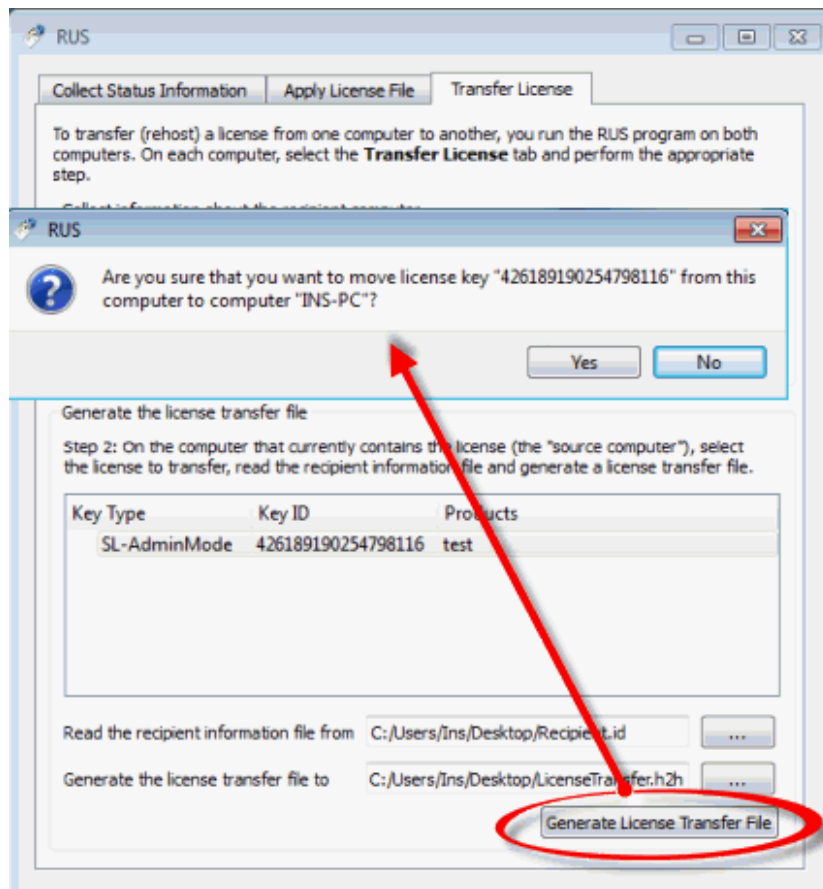 RUS
Collect Status Information
Apply License File
Transfer License
To transfer (rehost) a license from one computer to another, you run the RUS program on both
computers. On each computer, select the Transfer License tab and perform the appropriate
step.
Collect information about the recipient computer
RUS
Are you sure that you want to move license key "426189190254798116" from this
computer to computer "INS-PC"?
Yes
No
Generate the license transfer file
Step 2: On the computer that currently contains the license (the "source computer"), select
the license to transfer, read the recipient information file and generate a license transfer file.
Key Type Key ID Products
SL-AdminMode 426189190254798116 test
Read the recipient information file from C:/Users/Ins/Desktop/Recipient.id ...
Generate the license transfer file to C:/Users/Ins/Desktop/LicenseTransfer.h2h ...
Generate License Transfer File